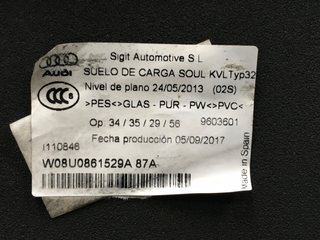 Sigit Automotive S.L
Audi
SUELO DE CARGA SOUL KVLTyp32
Nivel de plano 24/05/2013 (02S)
CCC
>PES<>GLAS - PUR - PW<>PVC<
Op. 34 / 35 / 29 / 56 9603601
Fecha producción 05/09/2017
I110846
W08U0861529A 87A
Made in Spain